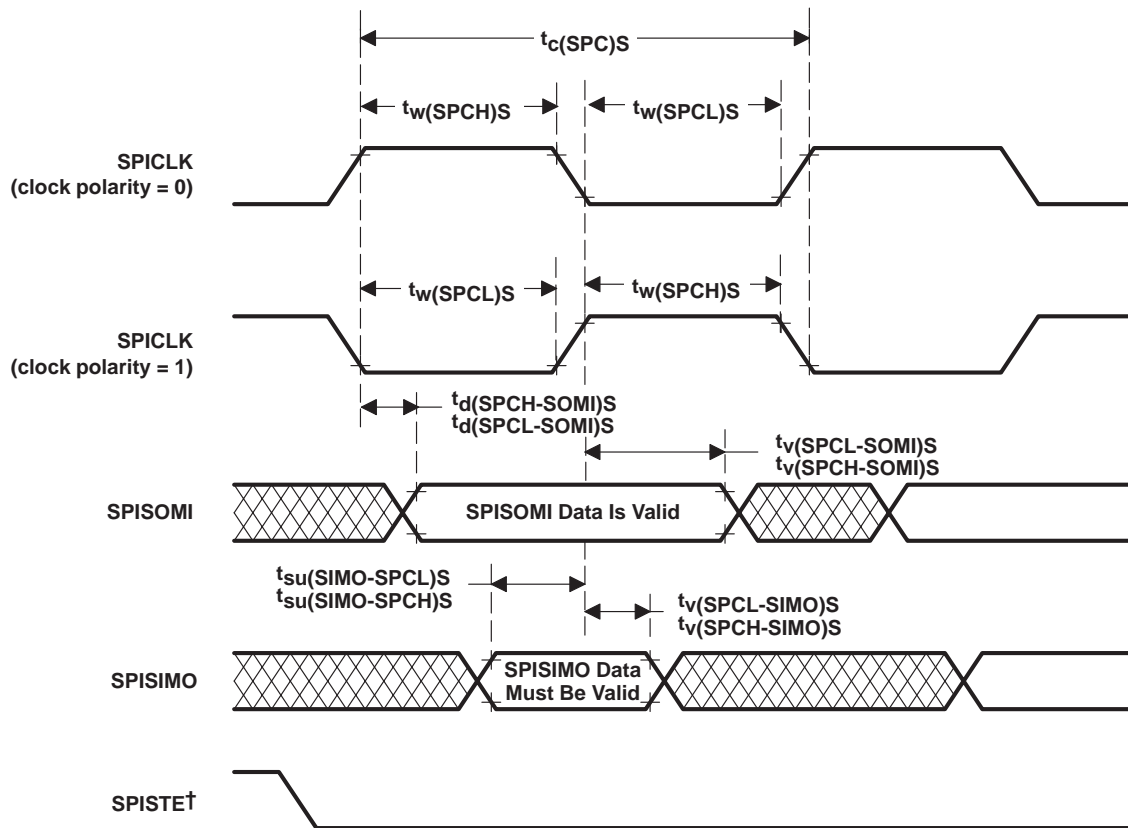 tc(SPC)S
tw(SPCH)S
tw(SPCL)S
SPICLK
(clock polarity = 0)
tw(SPCL)S
tw(SPCH)S
SPICLK
(clock polarity = 1)
td(SPCH-SOMI)S
td(SPCL-SOMI)S
tv(SPCL-SOMI)S
tv(SPCH-SOMI)S
SPISOMI
SPISOMI Data Is Valid
tsu(SIMO-SPCL)S
tsu(SIMO-SPCH)S
tv(SPCL-SIMO)S
tv(SPCH-SIMO)S
SPISIMO
SPISIMO Data
Must Be Valid
SPISTE†